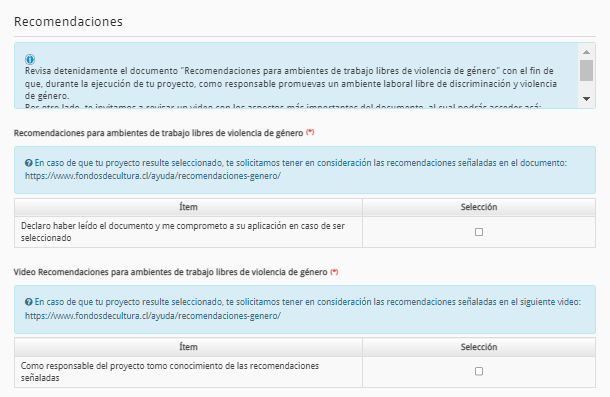 Recomendaciones
Revisa detenidamente el documento "Recomendaciones para ambientes de trabajo libres de violencia de género" con el fin de
que, durante la ejecución de tu proyecto, como responsable promuevas un ambiente laboral libre de discriminación y violencia
de género.
Por otro lado, te invitamos a revisar un video con los aspectos más importantes del documento, al cual podrás acceder acá:
Recomendaciones para ambientes de trabajo libres de violencia de género (*)
En caso de que tu proyecto resulte seleccionado, te solicitamos tener en consideración las recomendaciones señaladas en el documento:
https://www.fondosdecultura.cl/ayuda/recomendaciones-genero/
Ítem Selección
Declaro haber leído el documento y me comprometo a su aplicación en caso de ser
seleccionado
Video Recomendaciones para ambientes de trabajo libres de violencia de género (*)
En caso de que tu proyecto resulte seleccionado, te solicitamos tener en consideración las recomendaciones señaladas en el siguiente video:
https://www.fondosdecultura.cl/ayuda/recomendaciones-genero/
Ítem Selección
Como responsable del proyecto tomo conocimiento de las recomendaciones
señaladas